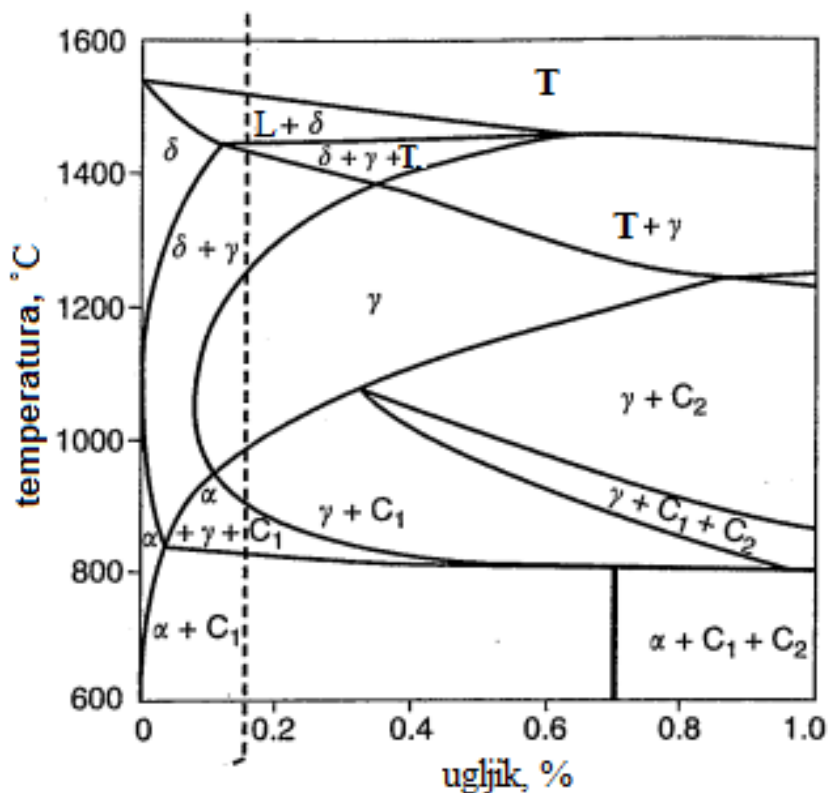 1600
T
L + δ
δ
δ + γ + L
1400
T + γ
δ + γ
temperatura, °C
1200
γ
γ + C₂
1000
α
γ + C₁
γ + C₁ + C₂
α + γ + C₁
800
α + C₁
α + C₁ + C₂
600
0 0.2 0.4 0.6 0.8 1.0
ugljik, %